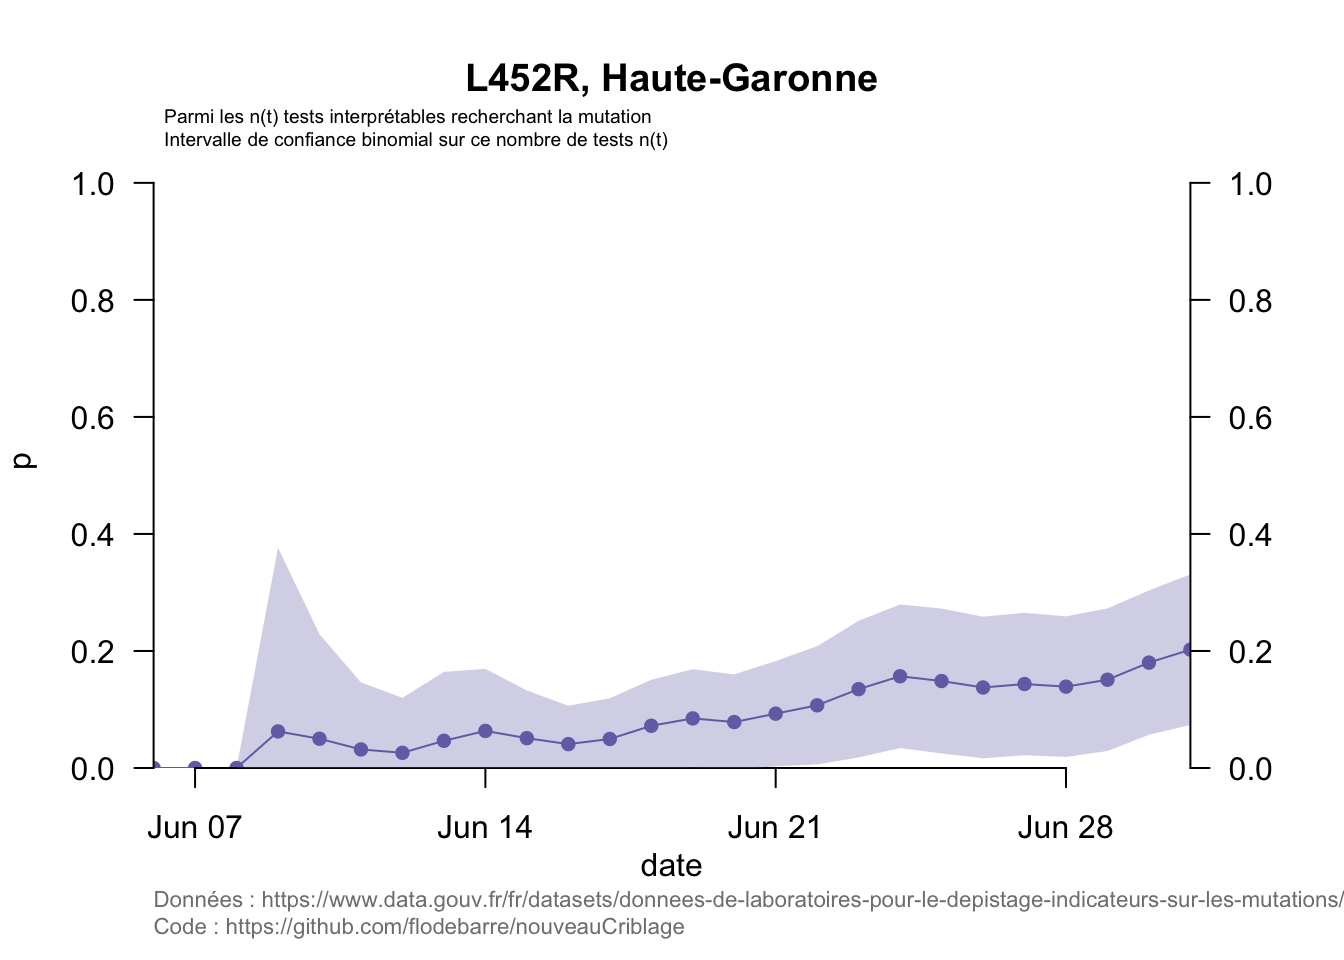 L452R, Haute-Garonne
Parmi les n(t) tests interprétables recherchant la mutation
Intervalle de confiance binomial sur ce nombre de tests n(t)
1.0
0.8
0.6
0.4
0.2
0.0
p
1.0
0.8
0.6
0.4
0.2
0.0
Jun 07 Jun 14 Jun 21 Jun 28
date
Données : https://www.data.gouv.fr/fr/datasets/donnees-de-laboratoires-pour-le-depistage-indicateurs-sur-les-mutations/
Code : https://github.com/flodebarre/nouveauCriblage